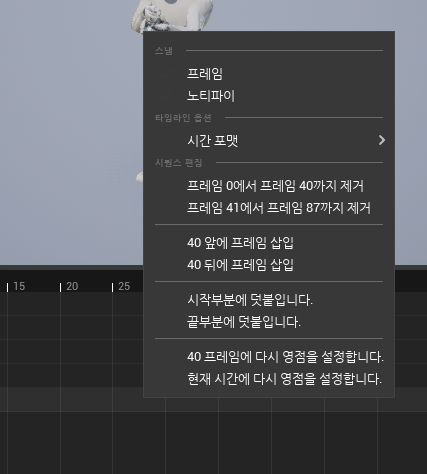 스냅
프레임
노티파이
타임라인 옵션
시간 포맷
시퀀스 편집
프레임 0에서 프레임 40까지 제거
프레임 41에서 프레임 87까지 제거
40 앞에 프레임 삽입
40 뒤에 프레임 삽입
15 20 25
시작부분에 덧붙입니다.
끝부분에 덧붙입니다.
40 프레임에 다시 영점을 설정합니다.
현재 시간에 다시 영점을 설정합니다.